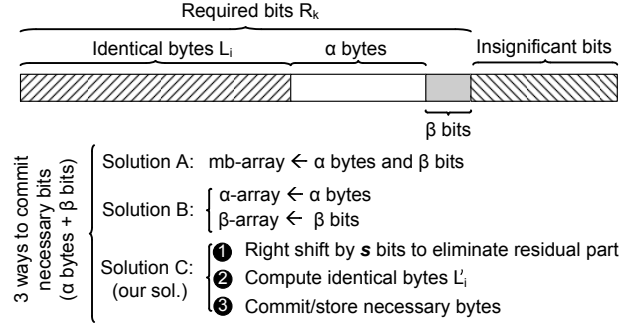 Required bits Rₖ
Identical bytes Lᵢ
α bytes
Insignificant bits
β bits
3 ways to commit
necessary bits
(α bytes + β bits)
Solution A: mb-array ← α bytes and β bits
Solution B: α-array ← α bytes
β-array ← β bits
Solution C:
(our sol.)
❶ Right shift by s bits to eliminate residual part
❷ Compute identical bytes L'ᵢ
❸ Commit/store necessary bytes